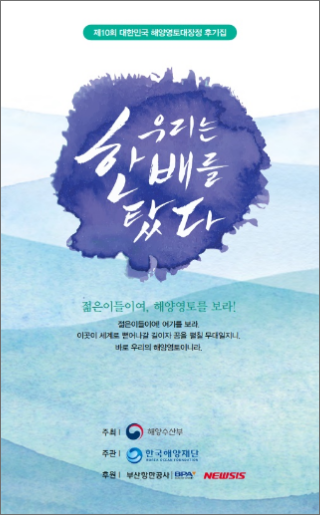 제10회 대한민국 해양영토대장정 후기집
우리는
한 배를
탔다
젊은이들이여, 해양영토를 보라!
젊은이들이여! 여기를 보라.
이곳이 세계로 뻗어나갈 길이자 꿈을 펼칠 무대일지니,
바로 우리의 해양영토이니라.
주최 | 해양수산부
주관 | 한국해양재단
KOREA OCEAN FOUNDATION
후원 | 부산항만공사 BPA NEWSIS